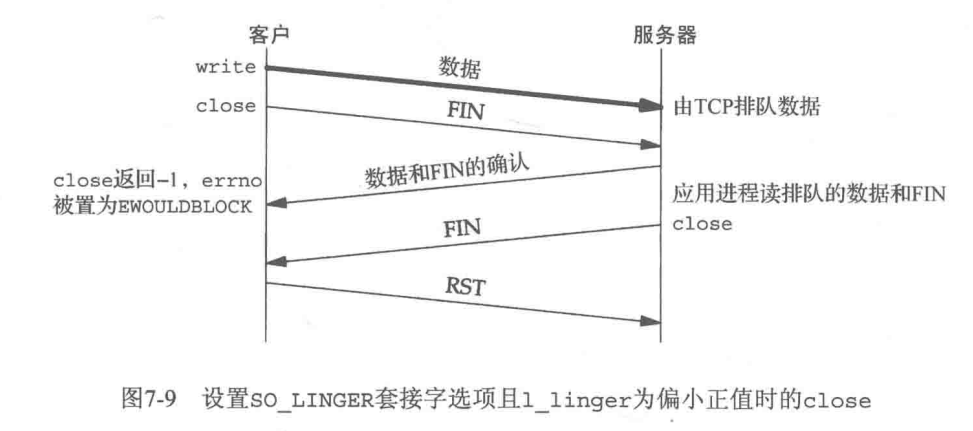 客户
服务器
write
数据
close
由TCP排队数据
FIN
数据和FIN的确认
close返回–1，errno
被置为EWOULDBLOCK
应用进程读排队的数据和FIN
close
FIN
RST
图7-9 设置SO_LINGER套接字选项且l_linger为偏小正值时的close